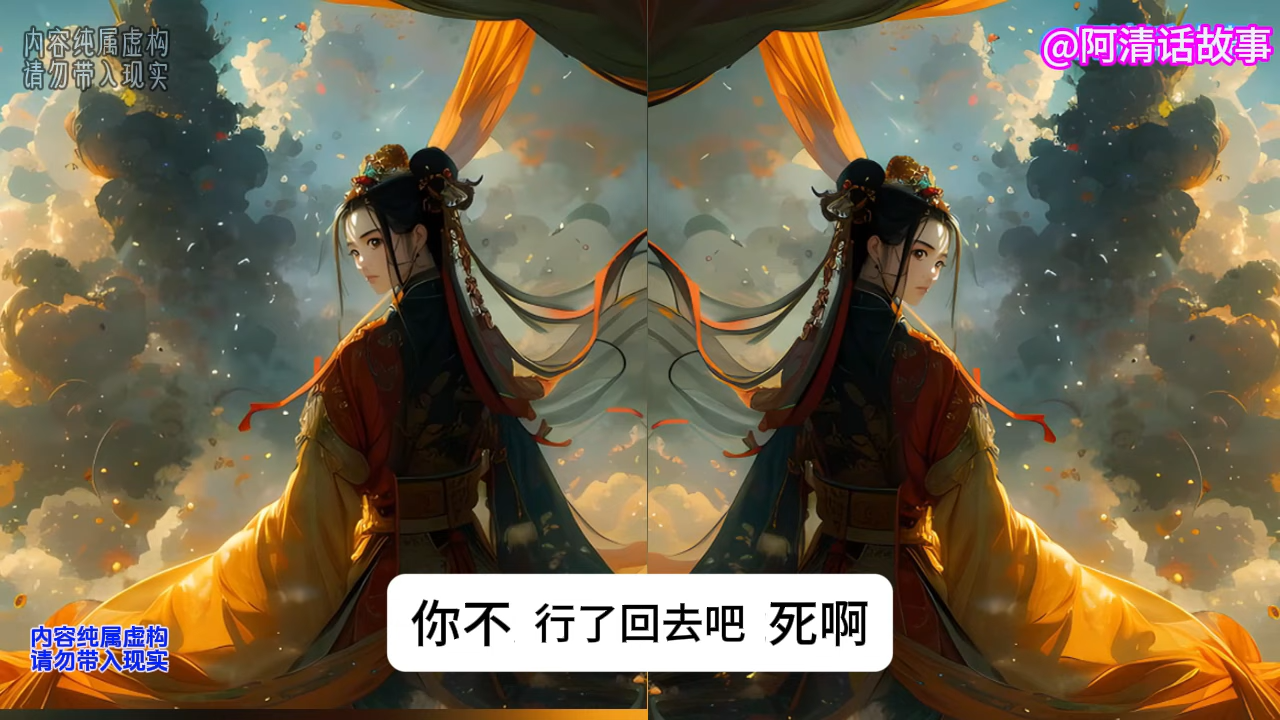 内容纯属虚构
请勿带入现实
@阿清话故事
你不 行了回去吧 死啊
内容纯属虚构
请勿带入现实